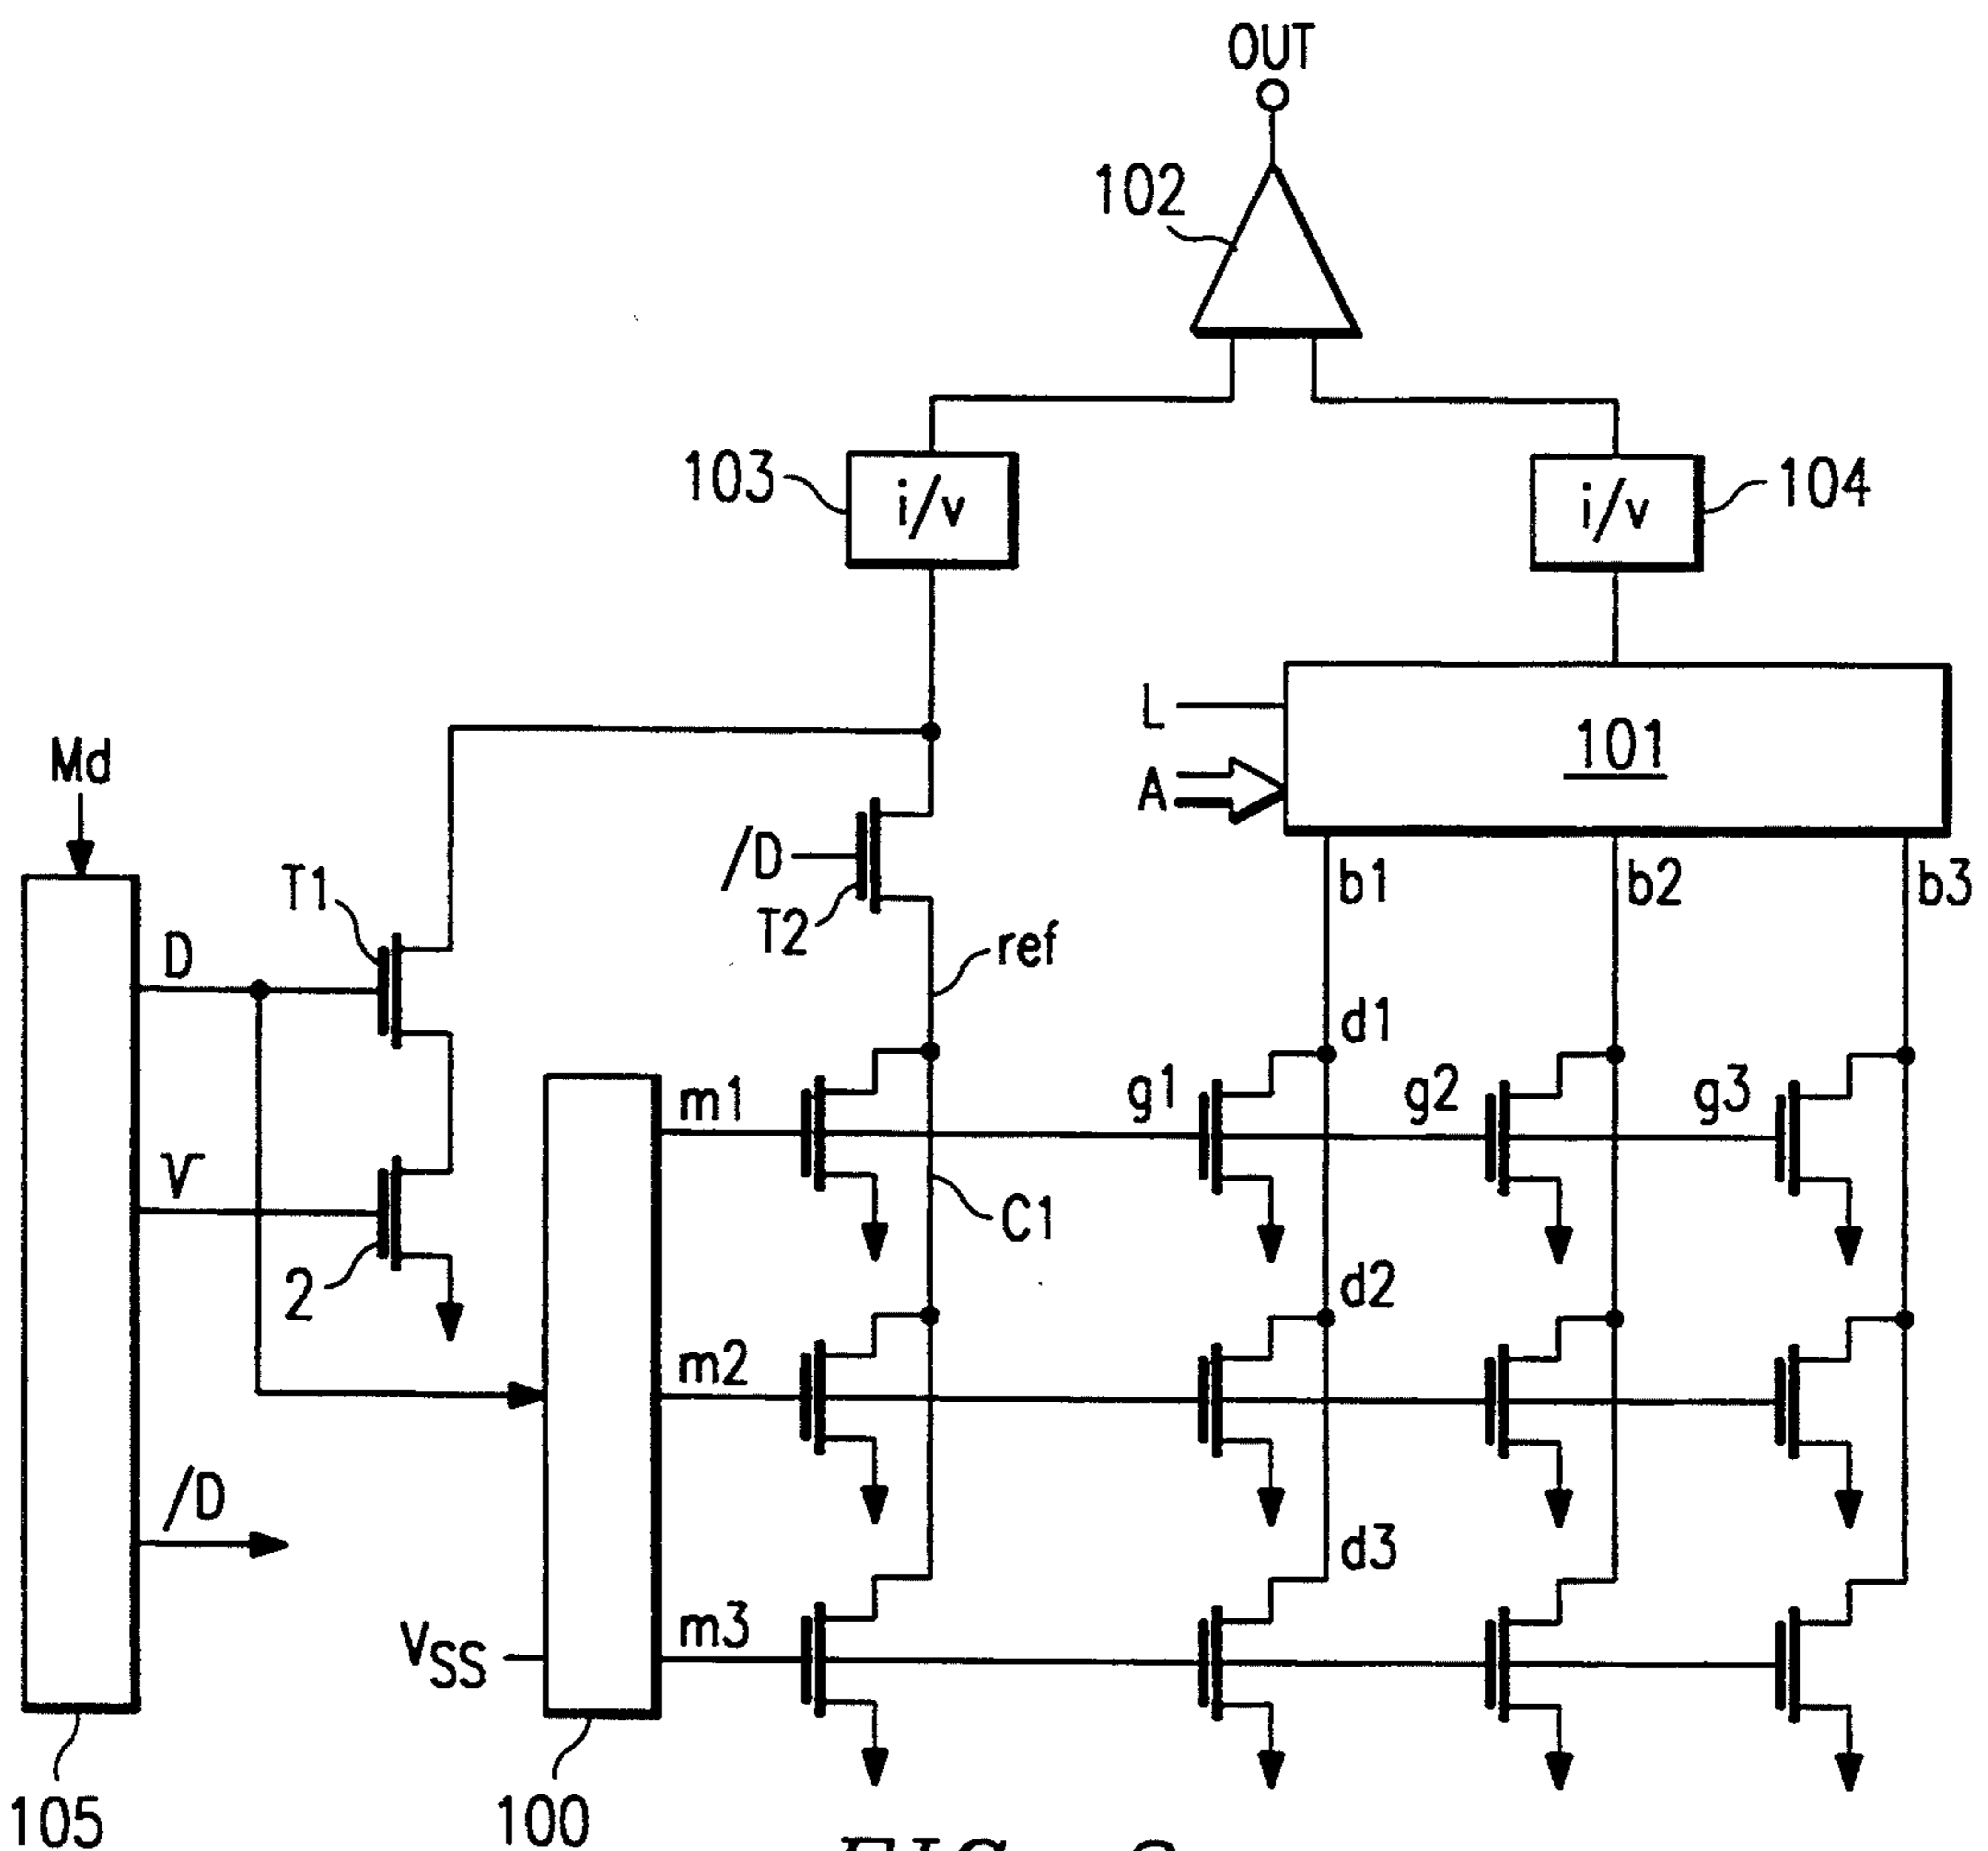 OUT
102
103
i/v
i/v
104
L
A
101
Md
T1
D
/D
T2
ref
b1
b2
b3
d1
m1
g1
g2
g3
V
C1
2
d2
m2
/D
d3
VSS
m3
105
100